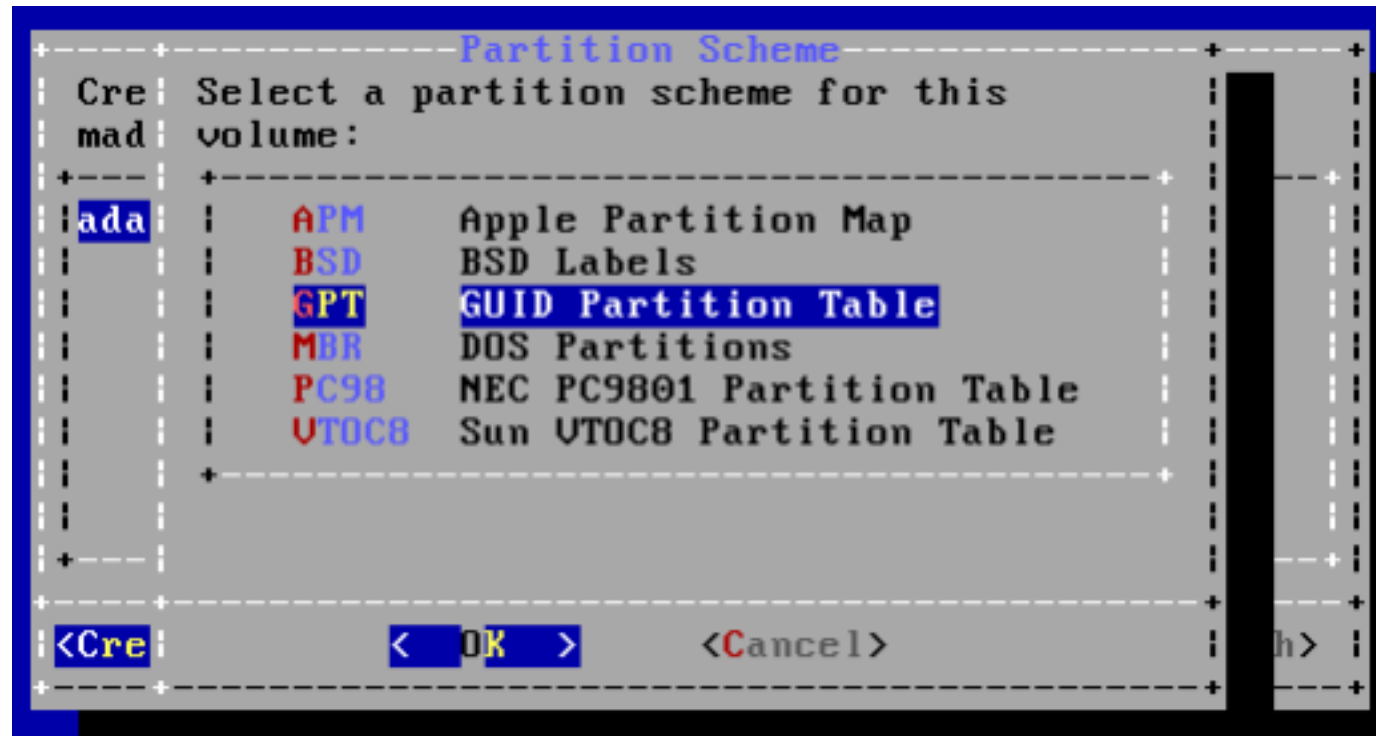 Partition Scheme
Cre Select a partition scheme for this
mad volume:
ada APM Apple Partition Map
BSD BSD Labels
GPT GUID Partition Table
MBR DOS Partitions
PC98 NEC PC9801 Partition Table
VTOC8 Sun VTOC8 Partition Table
<Cre < OK > <Cancel> h>